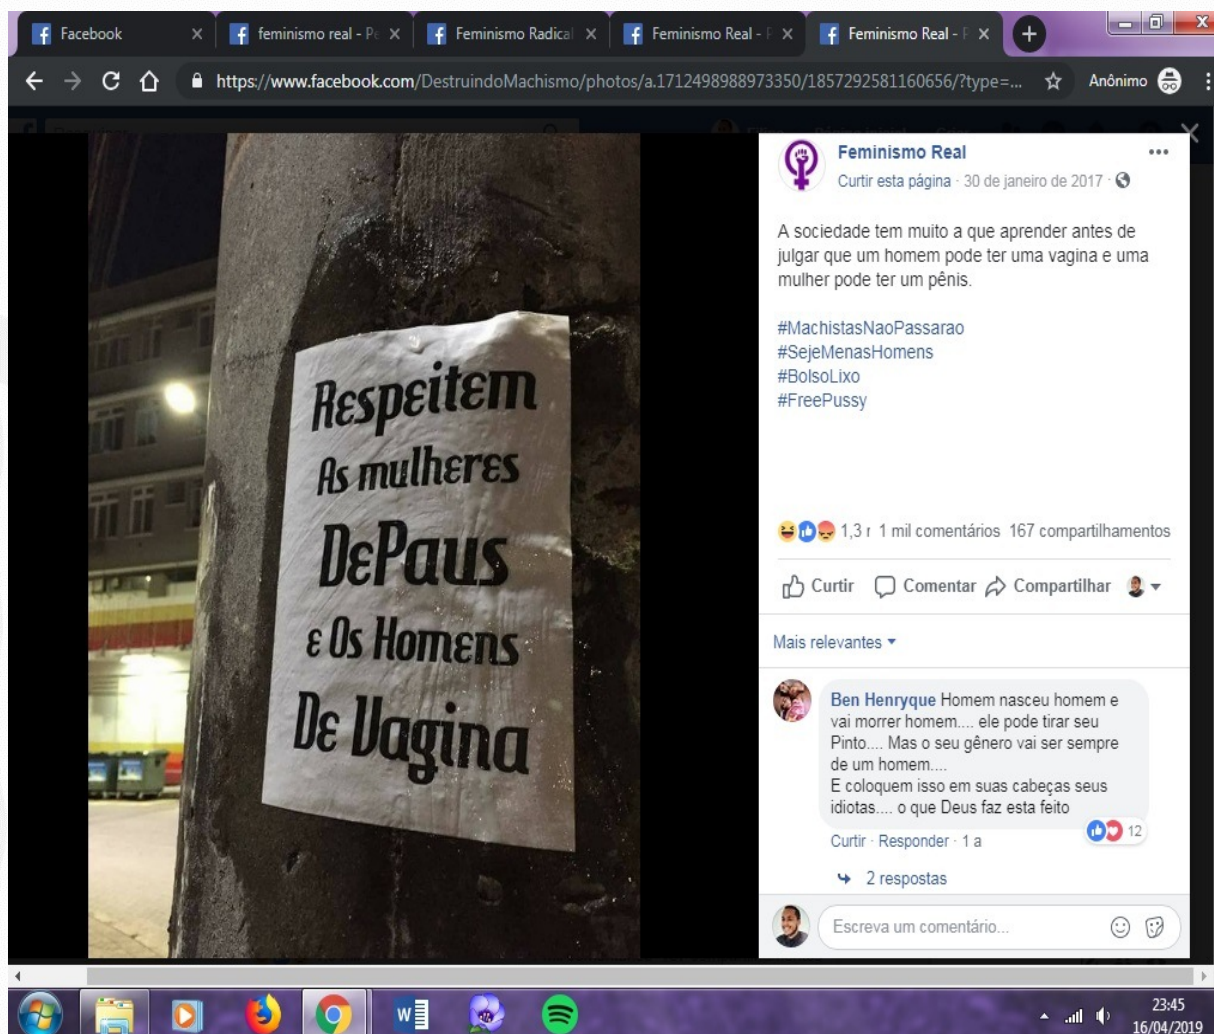 Facebook
feminismo real - Pe
Feminismo Radical
Feminismo Real - P
Feminismo Real - P
https://www.facebook.com/DestruindoMachismo/photos/a.1712498988973350/1857292581160656/?type=...
Anônimo
Respeitem
As mulheres
DePaus
e Os Homens
De Vagina
Feminismo Real
Curtir esta página · 30 de janeiro de 2017 ·
A sociedade tem muito a que aprender antes de
julgar que um homem pode ter uma vagina e uma
mulher pode ter um pênis.
#MachistasNaoPassarao
#SejeMenasHomens
#BolsoLixo
#FreePussy
1,3 r 1 mil comentários 167 compartilhamentos
Curtir Comentar Compartilhar
Mais relevantes
Ben Henryque Homem nasceu homem e
vai morrer homem.... ele pode tirar seu
Pinto.... Mas o seu gênero vai ser sempre
de um homem....
E coloquem isso em suas cabeças seus
idiotas.... o que Deus faz esta feito
12
Curtir · Responder · 1 a
2 respostas
Escreva um comentário...
23:45
16/04/2019